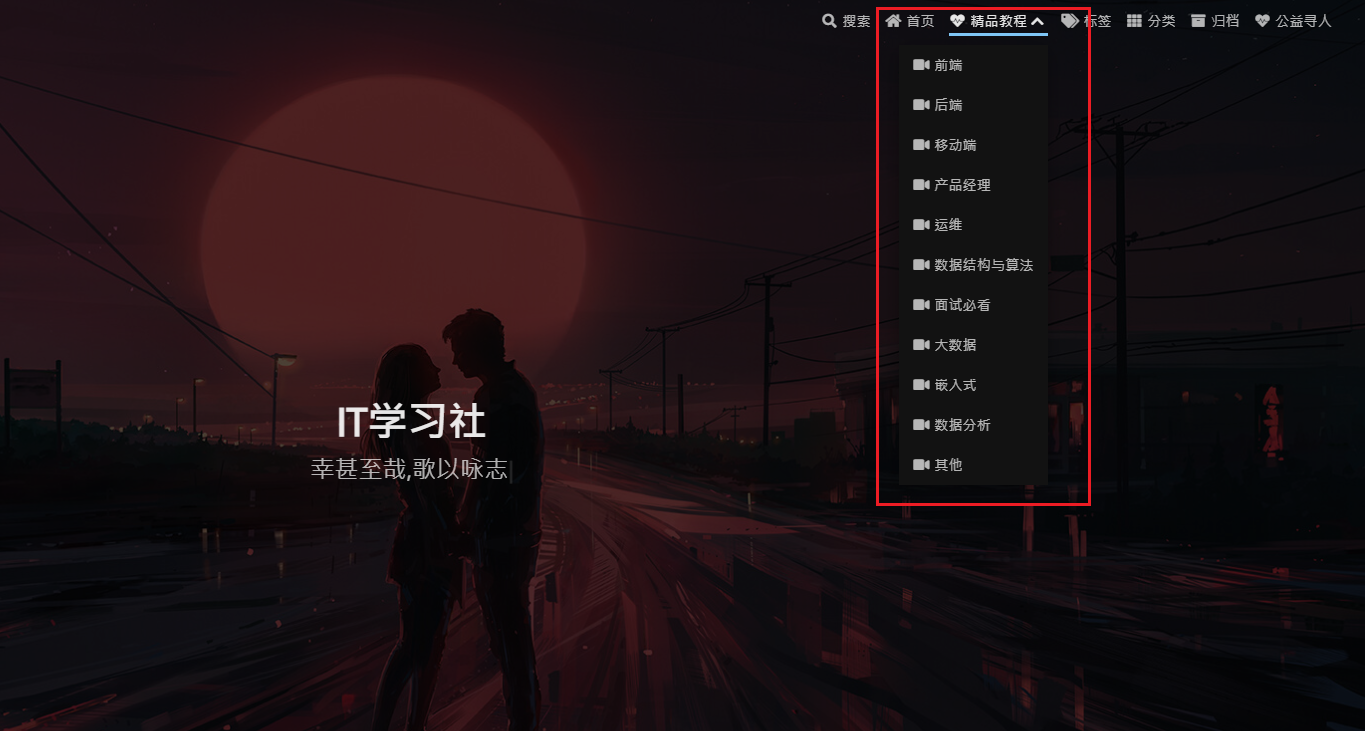 搜索 首页 精品教程 标签 分类 归档 公益寻人
前端
后端
移动端
产品经理
运维
数据结构与算法
面试必看
大数据
嵌入式
数据分析
其他
IT学习社
幸甚至哉,歌以咏志|